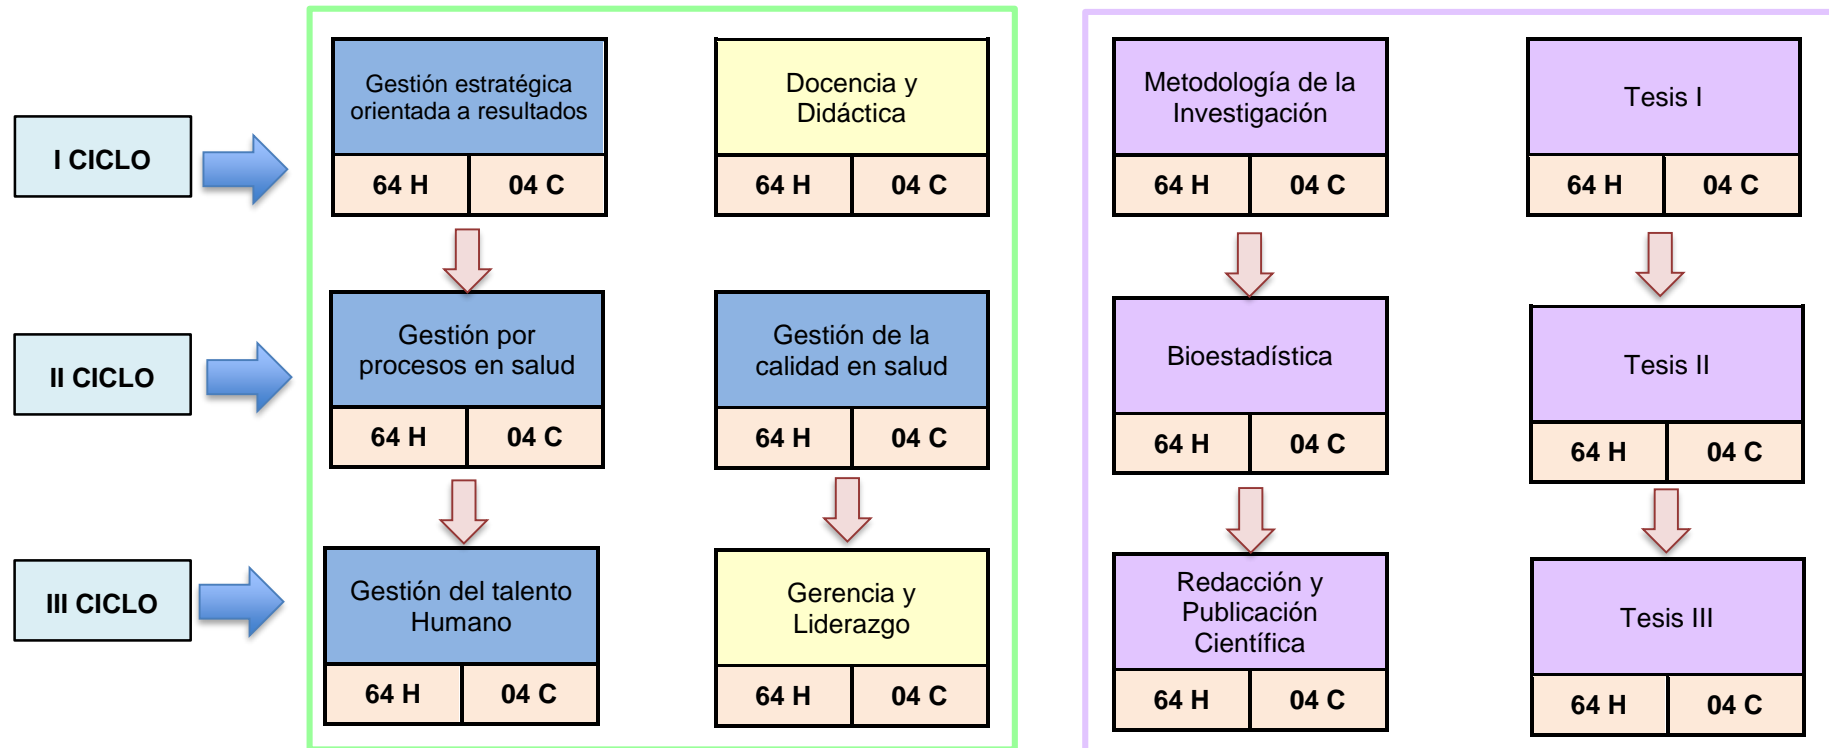 I CICLO
Gestión estratégica
orientada a resultados
64 H
04 C
Docencia y
Didáctica
64 H
04 C
Metodología de la
Investigación
64 H
04 C
Tesis I
64 H
04 C
II CICLO
Gestión por
procesos en salud
64 H
04 C
Gestión de la
calidad en salud
64 H
04 C
Bioestadística
64 H
04 C
Tesis II
64 H
04 C
III CICLO
Gestión del talento
Humano
64 H
04 C
Gerencia y
Liderazgo
64 H
04 C
Redacción y
Publicación
Científica
64 H
04 C
Tesis III
64 H
04 C